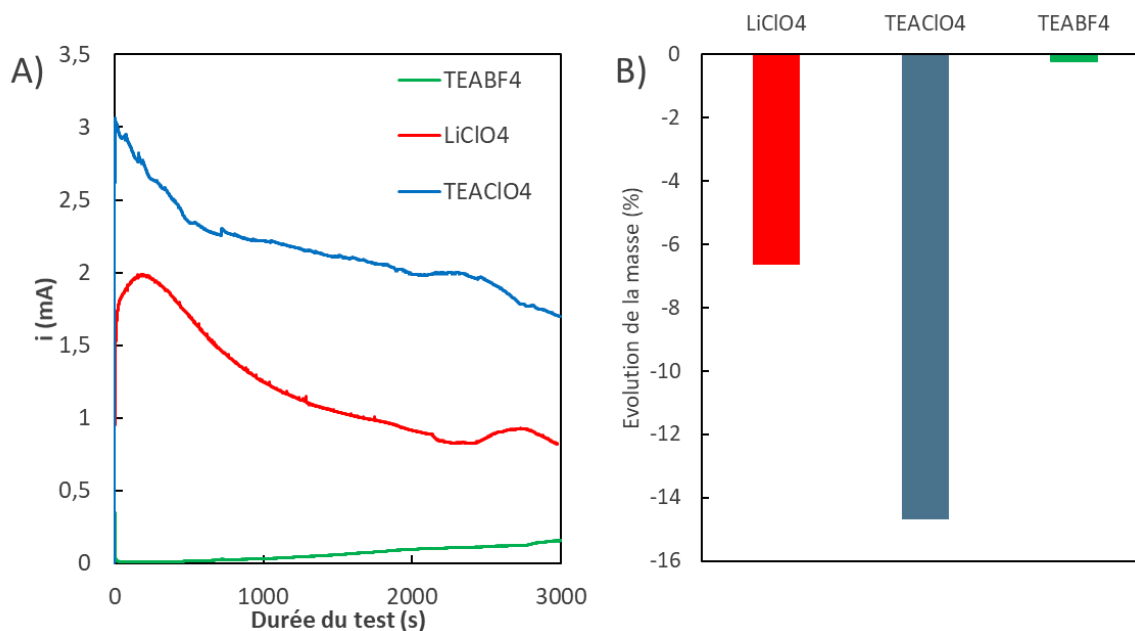 A)
3,5
3
2,5
2
1,5
1
0,5
0
i (mA)
TEABF4
LiClO4
TEAClO4
0 1000 2000 3000
Durée du test (s)
B)
LiClO4 TEAClO4 TEABF4
0
-2
-4
-6
-8
-10
-12
-14
-16
Evolution de la masse (%)